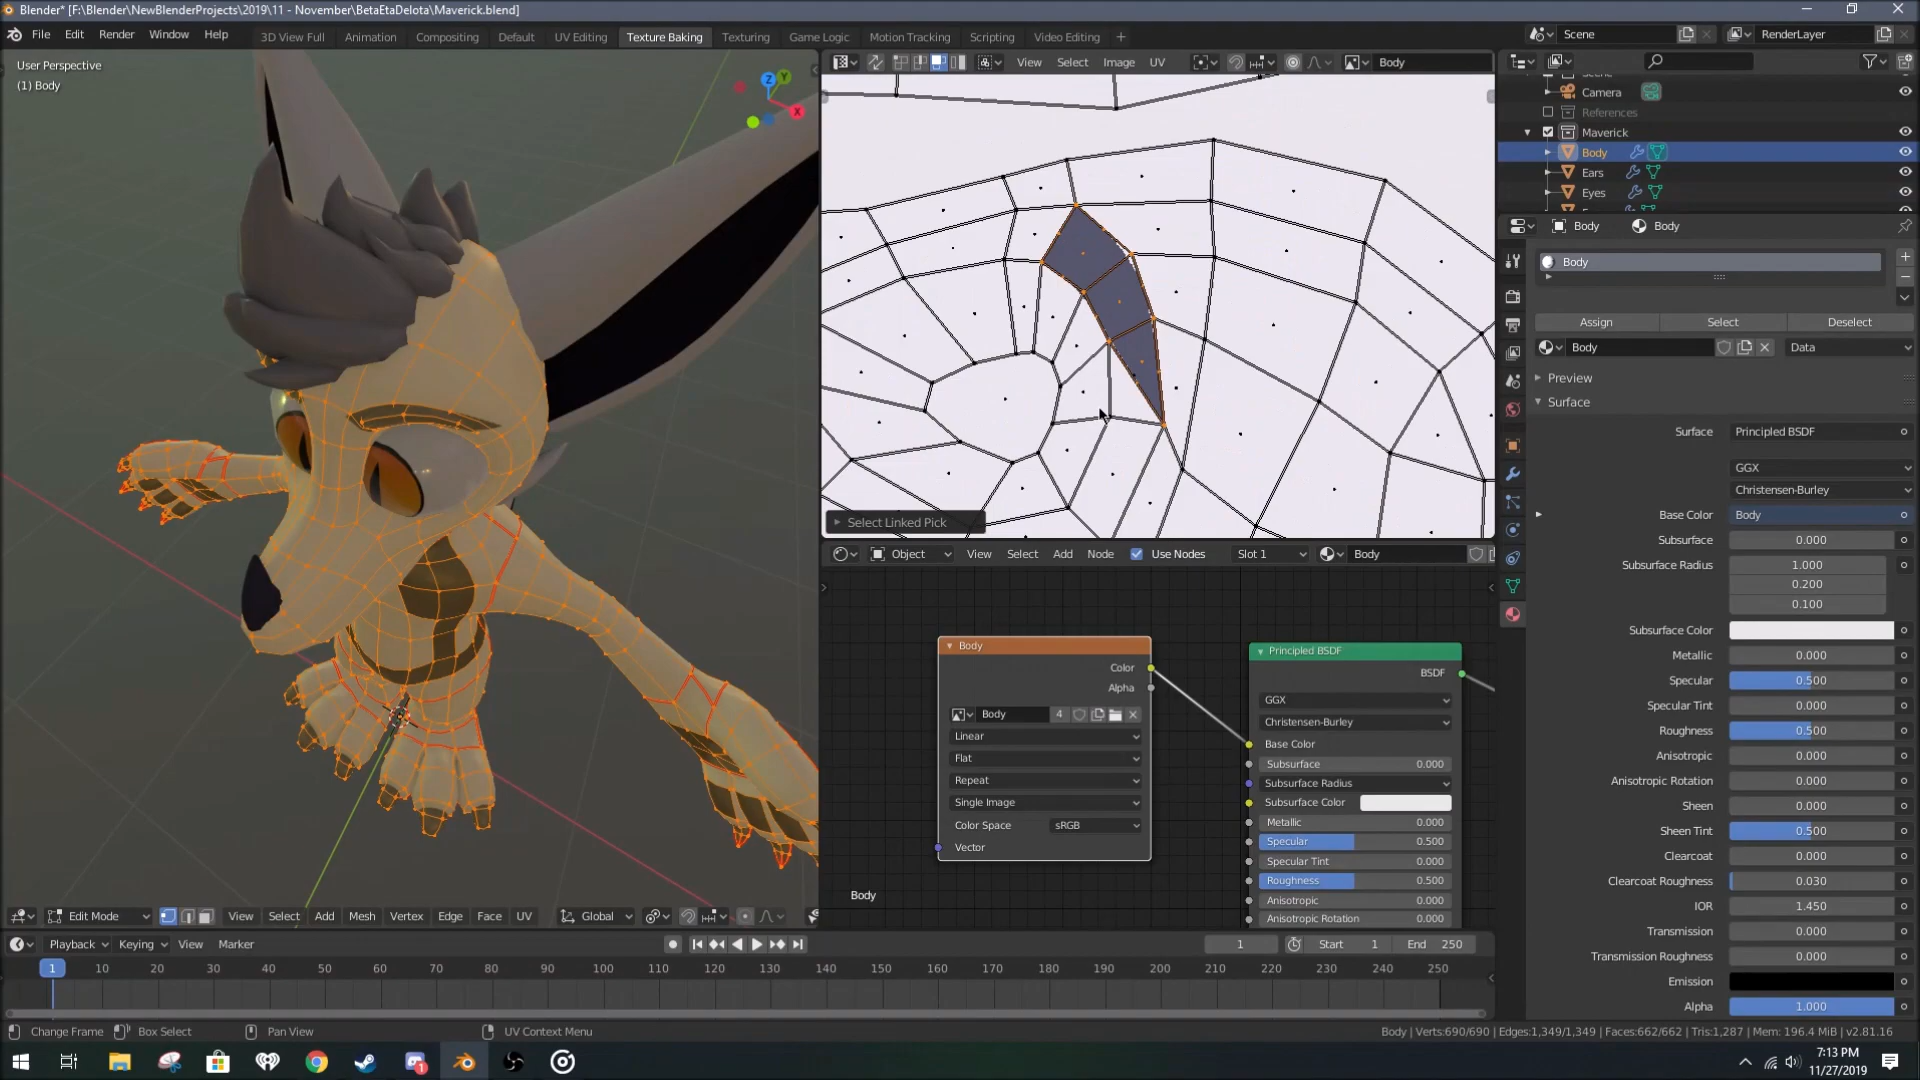 Blender* [F:\Blender\NewBlenderProjects\2019\11 - November\BetaEtaDelota\Maverick.blend]
File Edit Render Window Help 3D View Full Animation Compositing Default UV Editing Texture Baking Texturing Game Logic Motion Tracking Scripting Video Editing +
Scene
RenderLayer
User Perspective
(1) Body
Z
Y
X
View Select Image UV
Body
Camera
References
Maverick
Body
Ears
Eyes
Body
Body
Body
Assign Select Deselect
Body
Data
Preview
Surface
Surface Principled BSDF
GGX
Christensen-Burley
Base Color Body
Subsurface 0.000
Subsurface Radius 1.000
0.200
0.100
Subsurface Color
Metallic 0.000
Specular 0.500
Specular Tint 0.000
Roughness 0.500
Anisotropic 0.000
Anisotropic Rotation 0.000
Sheen 0.000
Sheen Tint 0.500
Clearcoat 0.000
Clearcoat Roughness 0.030
IOR 1.450
Transmission 0.000
Transmission Roughness 0.000
Emission
Alpha 1.000
Select Linked Pick
Object View Select Add Node Use Nodes Slot 1 Body
Body
Color
Alpha
Body 4
Linear
Flat
Repeat
Single Image
Color Space sRGB
Vector
Body
Principled BSDF
BSDF
GGX
Christensen-Burley
Base Color
Subsurface 0.000
Subsurface Radius
Subsurface Color
Metallic 0.000
Specular 0.500
Specular Tint 0.000
Roughness 0.500
Anisotropic 0.000
Anisotropic Rotation 0.000
Edit Mode View Select Add Mesh Vertex Edge Face UV Global
Playback Keying View Marker
1 Start 1 End 250
1 10 20 30 40 50 60 70 80 90 100 110 120 130 140 150 160 170 180 190 200 210 220 230 240 250
Change Frame Box Select Pan View UV Context Menu
Body | Verts:690/690 | Edges:1,349/1,349 | Faces:662/662 | Tris:1,287 | Mem: 196.4 MiB | v2.81.16
1
7:13 PM
11/27/2019